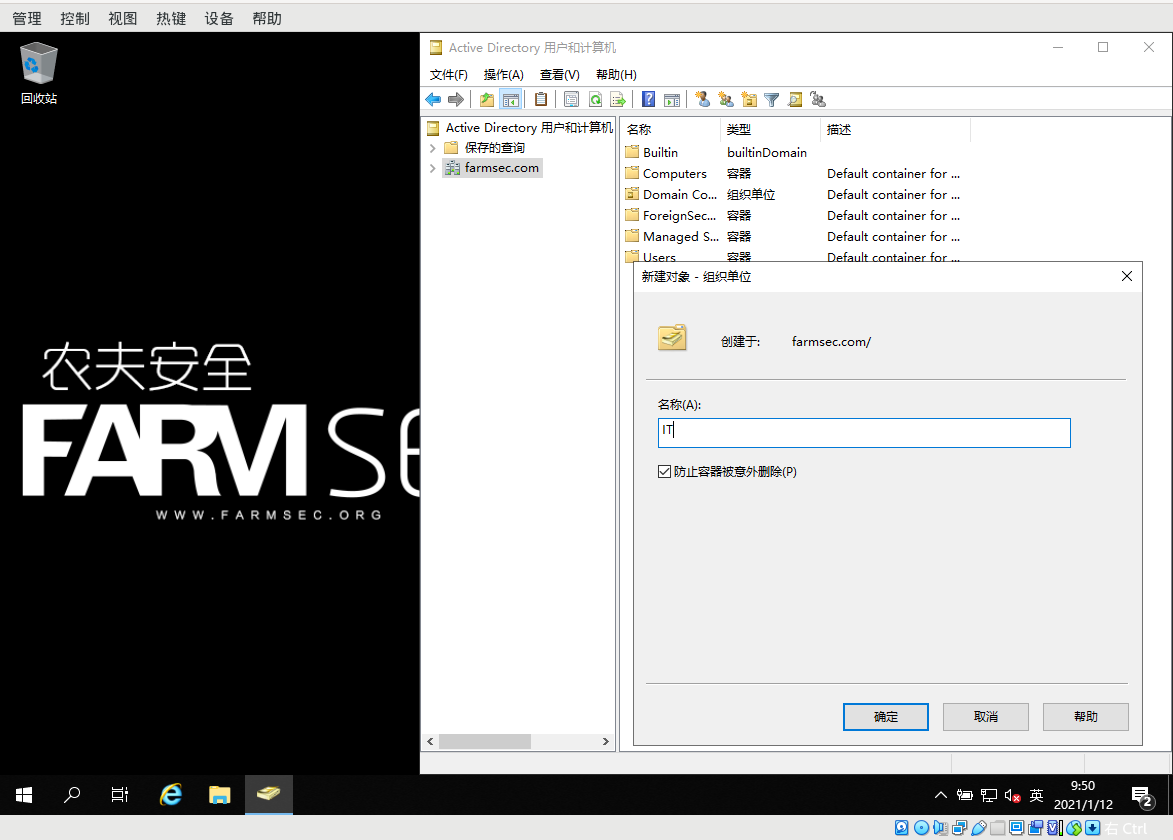 管理 控制 视图 热键 设备 帮助
回收站
Active Directory 用户和计算机
文件(F) 操作(A) 查看(V) 帮助(H)
Active Directory 用户和计算机
保存的查询
farmsec.com
名称 类型 描述
Builtin builtinDomain
Computers 容器 Default container for ...
Domain Co... 组织单位 Default container for ...
ForeignSec... 容器 Default container for ...
Managed S... 容器 Default container for ...
Users 容器 Default container for ...
新建对象 - 组织单位
创建于: farmsec.com/
名称(A):
IT
防止容器被意外删除(P)
确定 取消 帮助
农夫安全
FARMSE
WWW.FARMSEC.ORG
英
9:50
2021/1/12
2
右 Ctrl